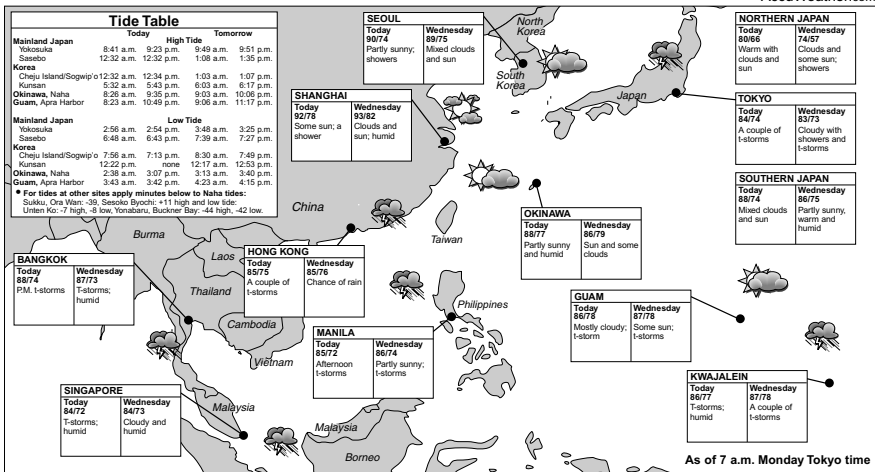 Tide Table
Today Tomorrow
High Tide
Mainland Japan
Yokosuka 8:41 a.m. 9:23 p.m. 9:49 a.m. 9:51 p.m.
Sasebo 12:32 a.m. 12:32 p.m. 1:08 a.m. 1:35 p.m.
Korea
Cheju Island/Sogwip'o 12:32 a.m. 12:34 p.m. 1:03 a.m. 1:07 p.m.
Kunsan 5:32 a.m. 5:43 p.m. 6:03 a.m. 6:17 p.m.
Okinawa, Naha 8:26 a.m. 9:35 p.m. 9:03 a.m. 10:06 p.m.
Guam, Apra Harbor 8:23 a.m. 10:49 p.m. 9:06 a.m. 11:17 p.m.
Mainland Japan Low Tide
Yokosuka 2:56 a.m. 2:54 p.m. 3:48 a.m. 3:25 p.m.
Sasebo 6:48 a.m. 6:43 p.m. 7:39 a.m. 7:27 p.m.
Korea
Cheju Island/Sogwip'o 7:56 a.m. 7:13 p.m. 8:30 a.m. 7:49 p.m.
Kunsan 12:22 p.m. none 12:17 a.m. 12:53 p.m.
Okinawa, Naha 2:38 a.m. 3:07 p.m. 3:13 a.m. 3:40 p.m.
Guam, Apra Harbor 3:43 a.m. 3:42 p.m. 4:23 a.m. 4:15 p.m.
• For tides at other sites apply minutes below to Naha tides:
Sukku, Ora Wan: -39, Sesoko Byochi: +11 high and low tide:
Unten Ko: -7 high, -8 low, Yonabaru, Buckner Bay: -44 high, -42 low.
SEOUL
Today Wednesday
90/74 89/75
Partly sunny; Mixed clouds
showers and sun
North
Korea
South
Korea
Japan
NORTHERN JAPAN
Today Wednesday
80/66 74/57
Warm with Clouds and
clouds and some sun;
sun showers
SHANGHAI
Today Wednesday
92/78 93/82
Some sun; a Clouds and
shower sun; humid
TOKYO
Today Wednesday
84/74 83/73
A couple of Cloudy with
t-storms showers and
t-storms
SOUTHERN JAPAN
Today Wednesday
88/74 86/75
Mixed clouds Partly sunny,
and sun warm and
humid
China
Taiwan
OKINAWA
Today Wednesday
88/77 86/79
Partly sunny Sun and some
and humid clouds
Burma
Laos
Thailand
Cambodia
Vietnam
BANGKOK
Today Wednesday
88/74 87/73
P.M. t-storms T-storms;
humid
HONG KONG
Today Wednesday
85/75 85/76
A couple of Chance of rain
t-storms
Philippines
MANILA
Today Wednesday
85/72 86/74
Afternoon Partly sunny;
t-storms t-storms
GUAM
Today Wednesday
86/78 87/78
Mostly cloudy; Some sun;
t-storm t-storms
KWAJALEIN
Today Wednesday
86/77 87/78
T-storms; A couple of
humid t-storms
SINGAPORE
Today Wednesday
84/72 84/73
T-storms; Cloudy and
humid humid
Malaysia
Malaysia
Borneo
As of 7 a.m. Monday Tokyo time